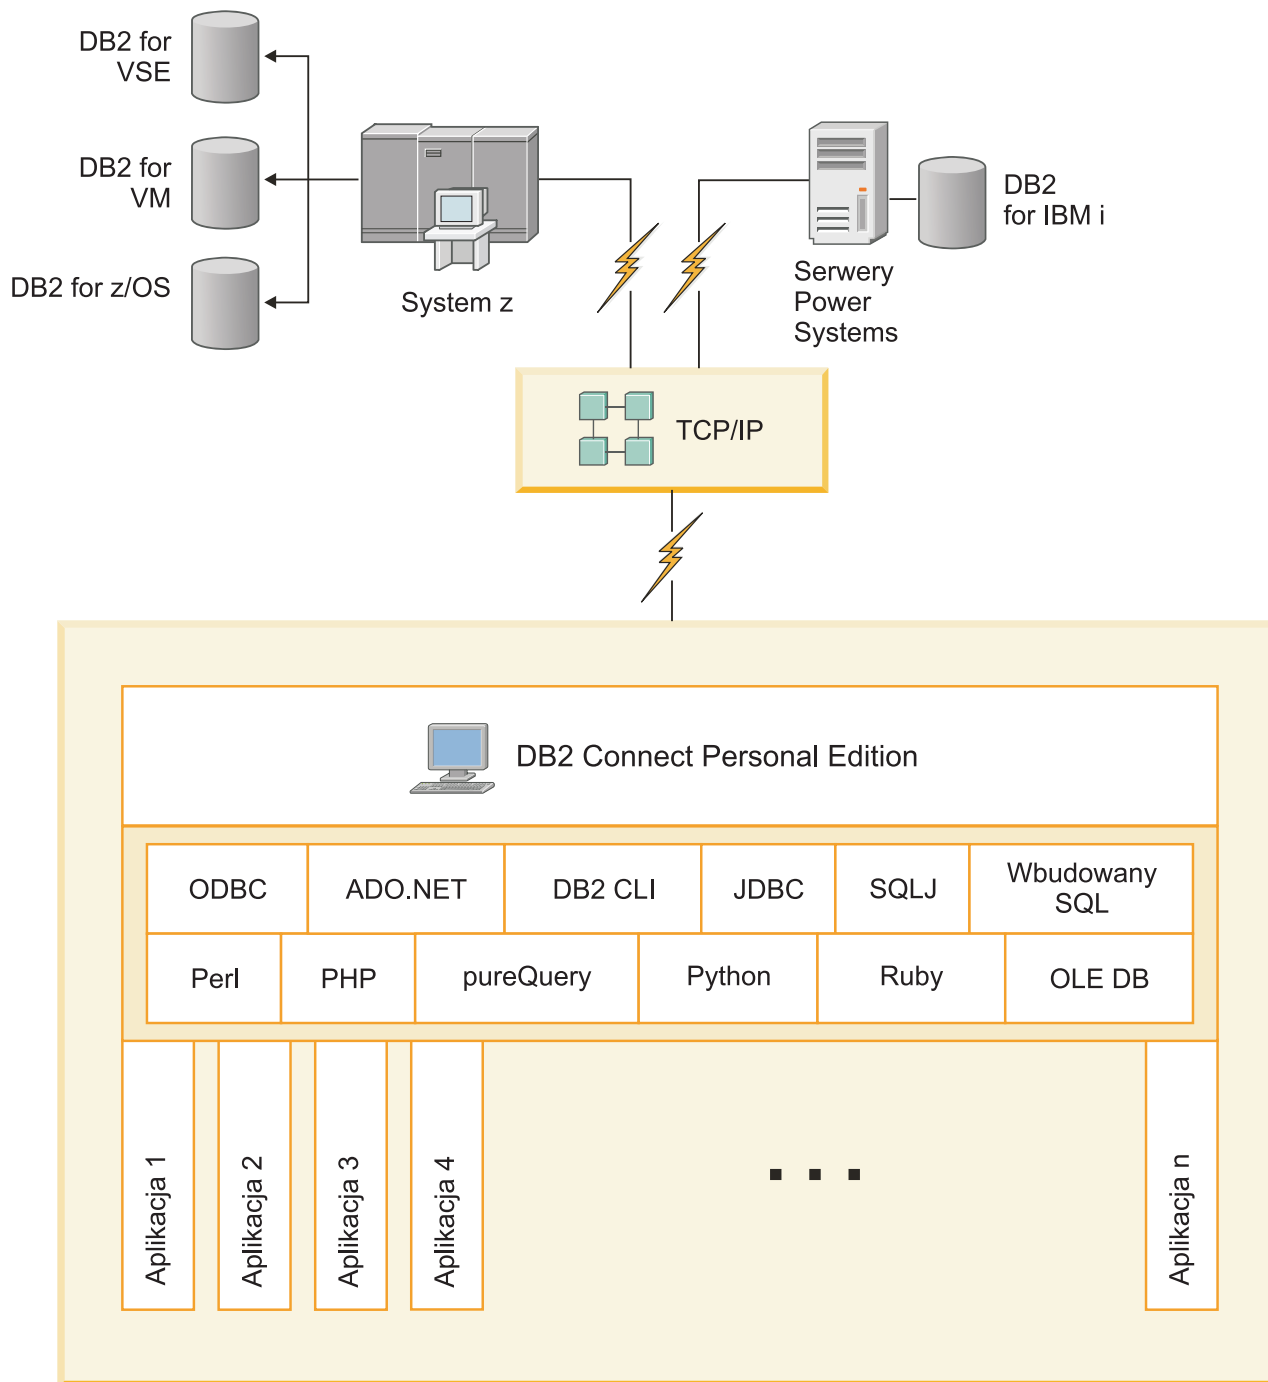 DB2 for
VSE
DB2 for
VM
DB2 for z/OS
System z
DB2
for IBM i
Serwery
Power
Systems
TCP/IP
DB2 Connect Personal Edition
ODBC
ADO.NET
DB2 CLI
JDBC
SQLJ
Wbudowany
SQL
Perl
PHP
pureQuery
Python
Ruby
OLE DB
Aplikacja 1
Aplikacja 2
Aplikacja 3
Aplikacja 4
...
Aplikacja n